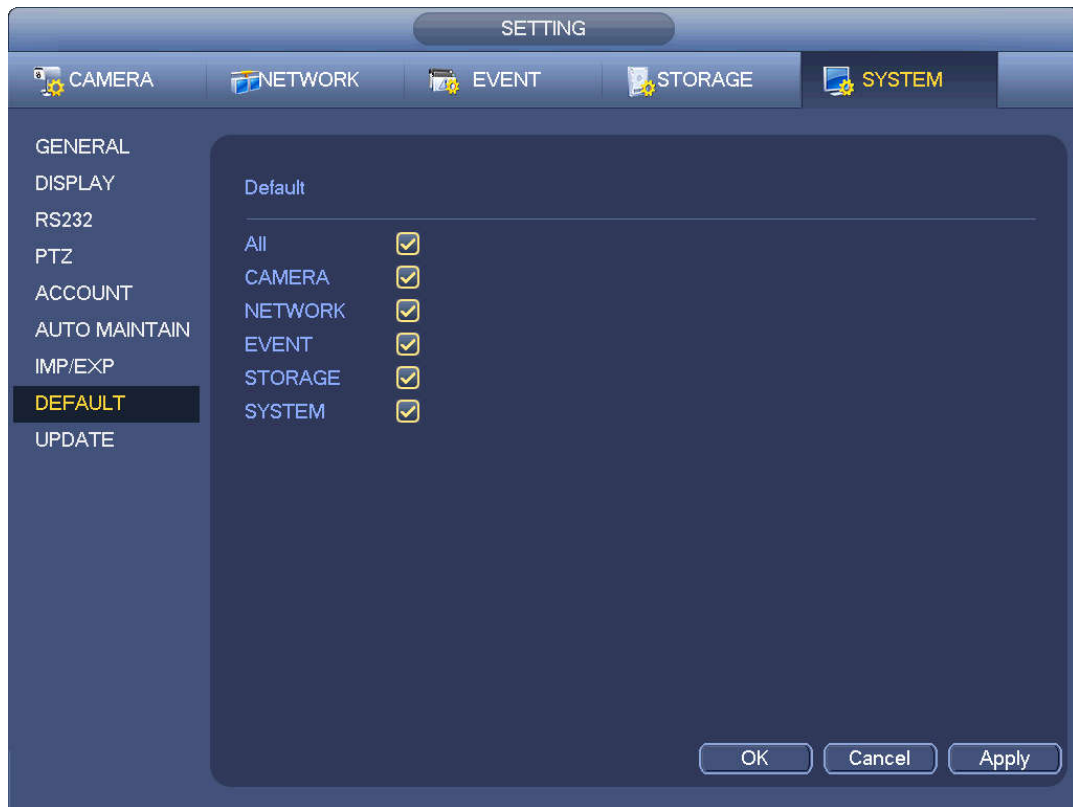 SETTING
CAMERA NETWORK EVENT STORAGE SYSTEM
GENERAL
DISPLAY
RS232
PTZ
ACCOUNT
AUTO MAINTAIN
IMP/EXP
DEFAULT
UPDATE
Default
All
CAMERA
NETWORK
EVENT
STORAGE
SYSTEM
OK Cancel Apply